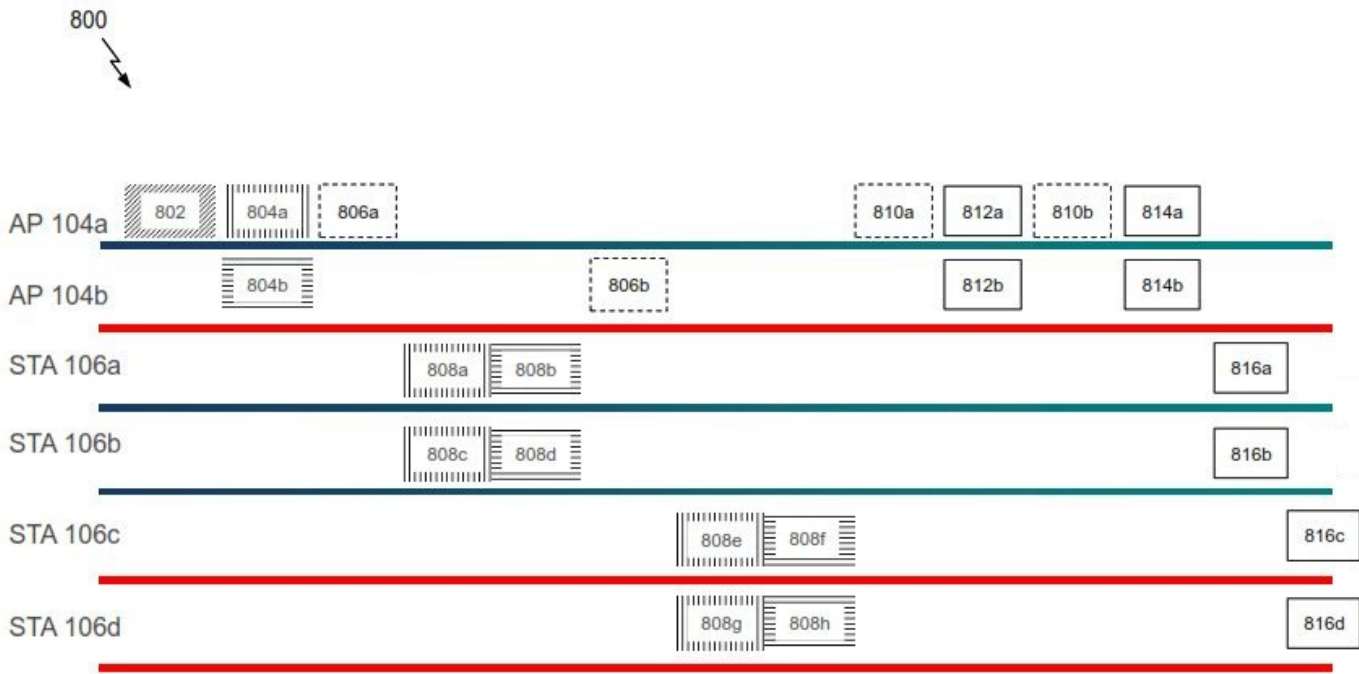 800
AP 104a 802 804a 806a 810a 812a 810b 814a
AP 104b 804b 806b 812b 814b
STA 106a 808a 808b 816a
STA 106b 808c 808d 816b
STA 106c 808e 808f 816c
STA 106d 808g 808h 816d